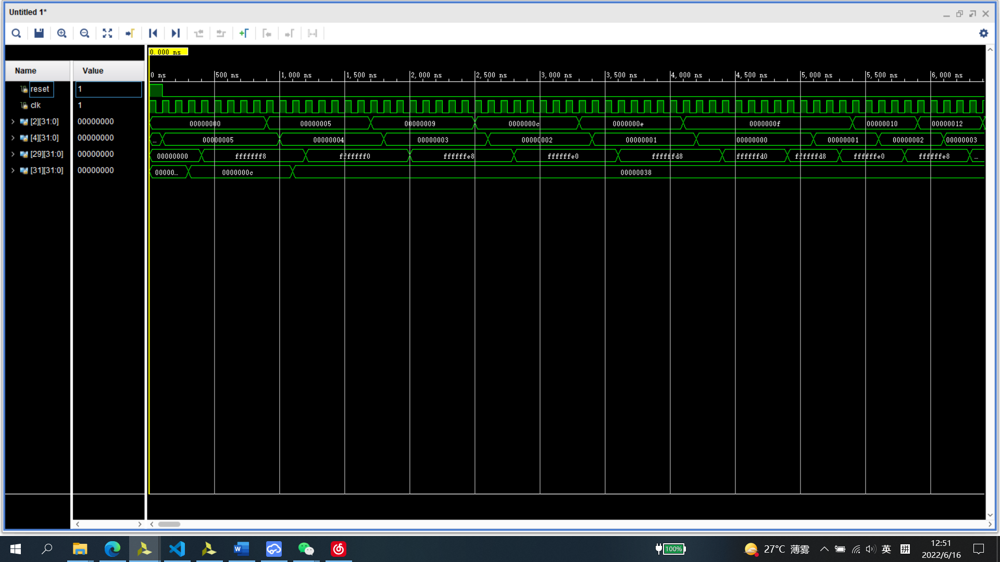 Untitled 1*
0.000 ns
Name Value
0 ns 500 ns 1,000 ns 1,500 ns 2,000 ns 2,500 ns 3,000 ns 3,500 ns 4,000 ns 4,500 ns 5,000 ns 5,500 ns 6,000 ns
reset 1
clk 1
[2][31:0] 00000000 00000000 00000005 00000009 0000000c 0000000e 0000000f 00000010 00000012
[4][31:0] 00000000 ... 00000005 00000004 00000003 00000002 00000001 00000000 00000001 00000002 00000003
[29][31:0] 00000000 00000000 fffffff8 fffffff0 ffffffe8 ffffffe0 ffffffd8 ffffffd0 ffffffd8 ffffffe0 ffffffe8 ...
[31][31:0] 00000000 00000... 0000000c 00000038
W 100% 27°C 薄雾 英 拼 12:51
2022/6/16